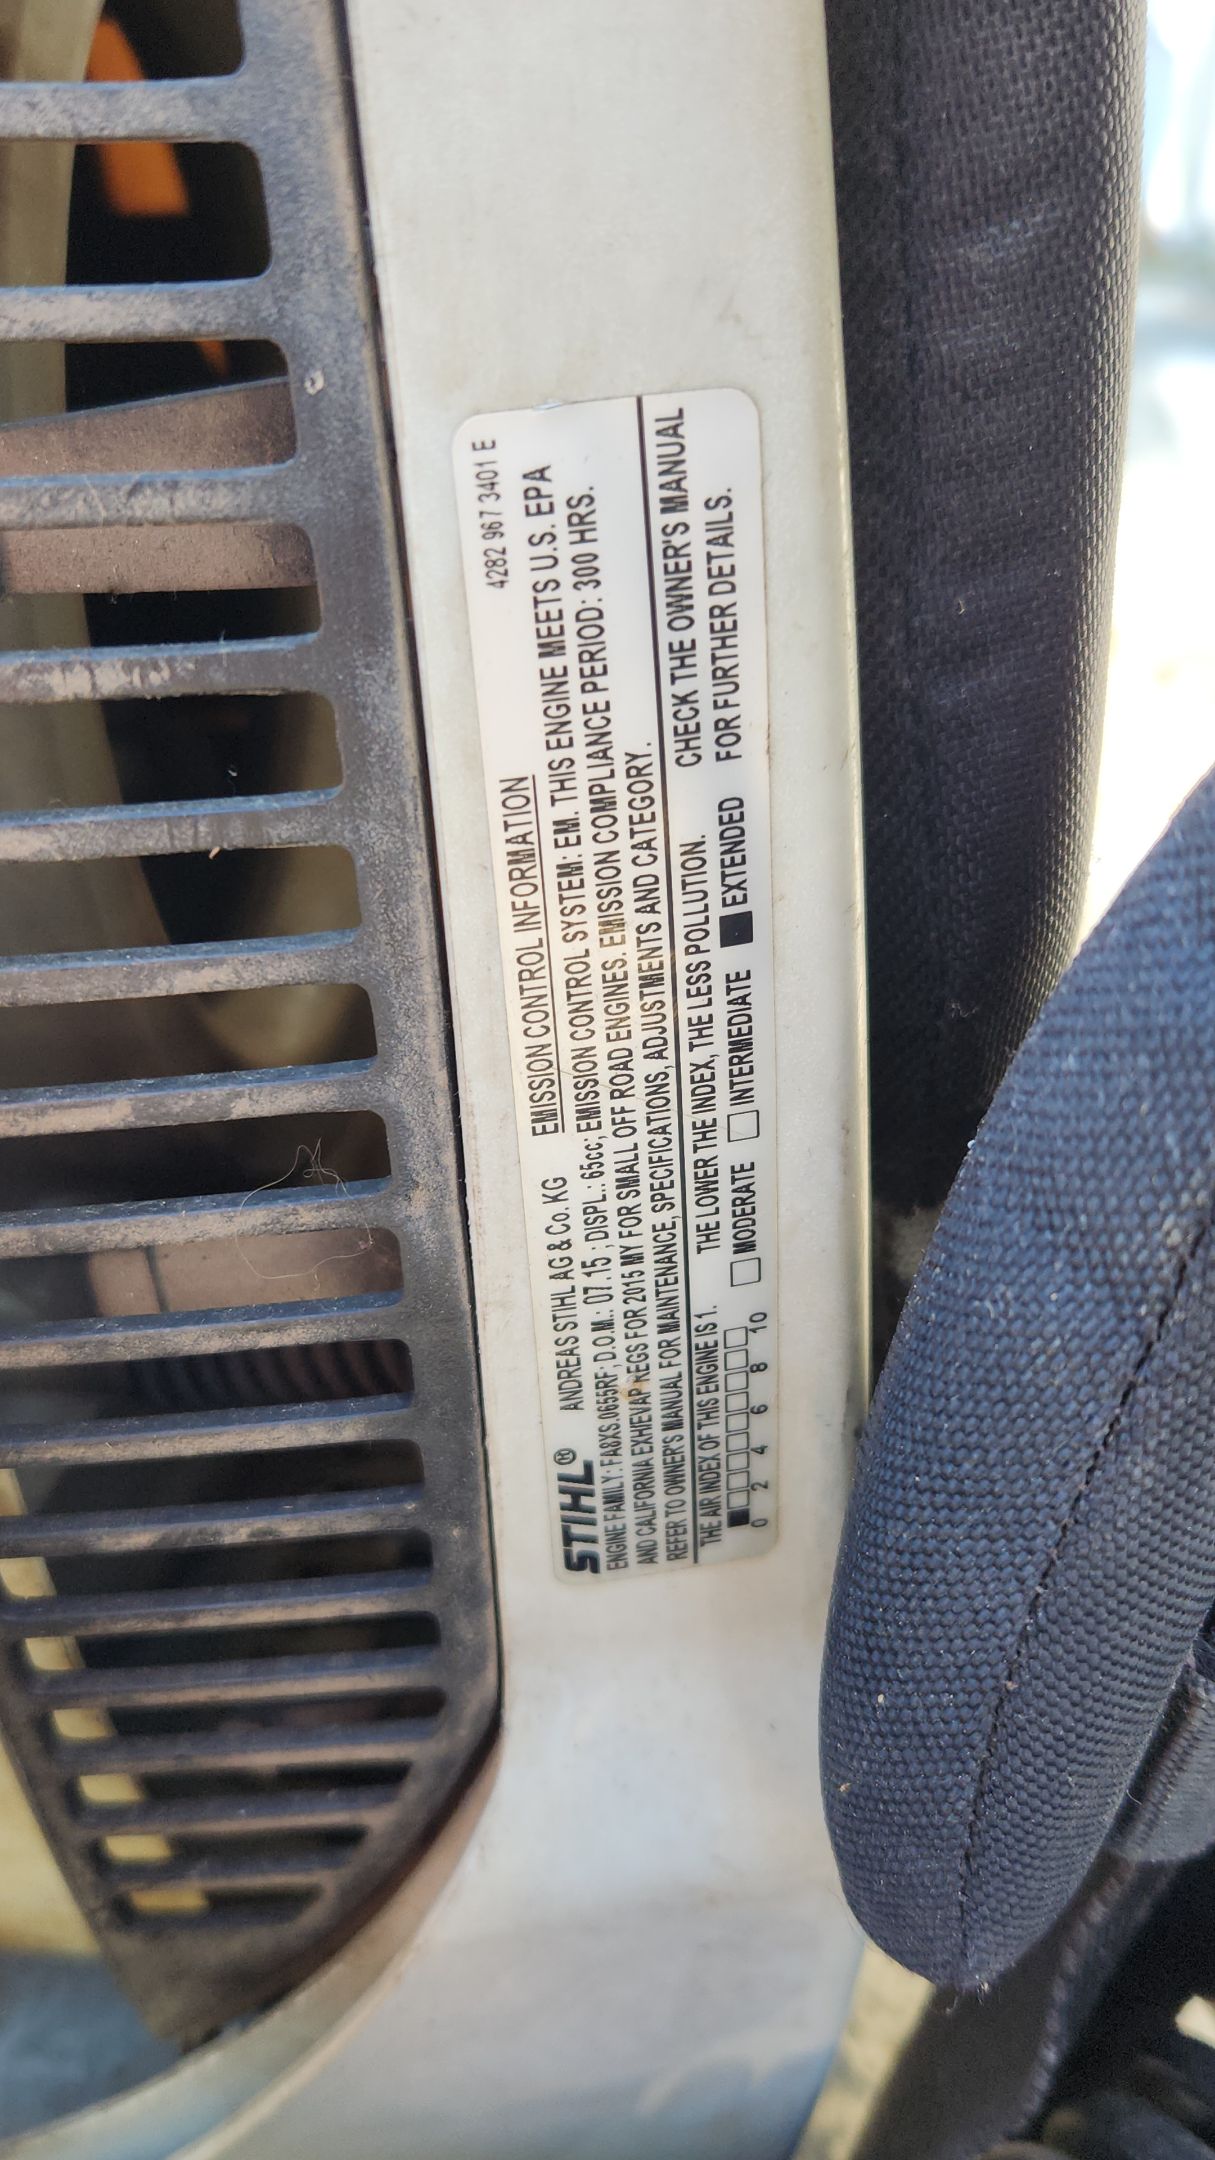 4282 967 3401 E
STIHL® ANDREAS STIHL AG & Co. KG EMISSION CONTROL INFORMATION
ENGINE FAMILY: FA8XS.0655RF; D.O.M.: 07.15 ; DISPL.: 65cc; EMISSION CONTROL SYSTEM: EM. THIS ENGINE MEETS U.S. EPA
AND CALIFORNIA EXH/EVAP REGS FOR 2015 MY FOR SMALL OFF ROAD ENGINES. EMISSION COMPLIANCE PERIOD: 300 HRS.
REFER TO OWNER'S MANUAL FOR MAINTENANCE, SPECIFICATIONS, ADJUSTMENTS AND CATEGORY.
THE AIR INDEX OF THIS ENGINE IS 1. THE LOWER THE INDEX, THE LESS POLLUTION. CHECK THE OWNER'S MANUAL
MODERATE INTERMEDIATE EXTENDED FOR FURTHER DETAILS.
0 2 4 6 8 10